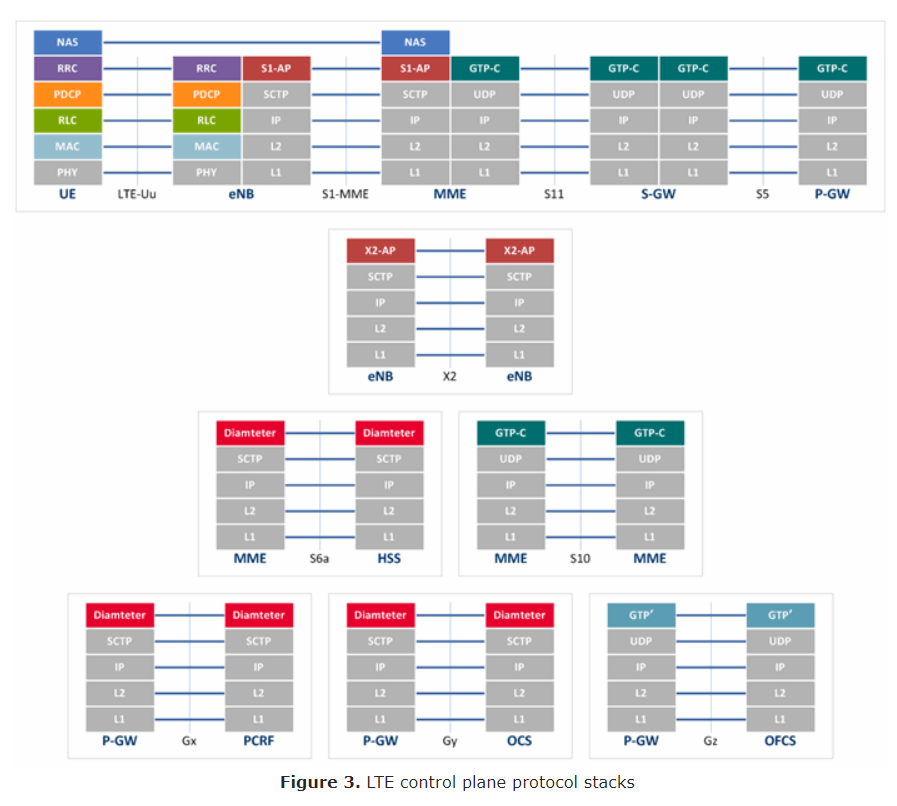 NAS NAS
RRC RRC S1-AP S1-AP GTP-C GTP-C GTP-C GTP-C
PDCP PDCP SCTP SCTP UDP UDP UDP UDP
RLC RLC IP IP IP IP IP IP
MAC MAC L2 L2 L2 L2 L2 L2
PHY PHY L1 L1 L1 L1 L1 L1
UE LTE-Uu eNB S1-MME MME S11 S-GW S5 P-GW
X2-AP X2-AP
SCTP SCTP
IP IP
L2 L2
L1 L1
eNB X2 eNB
Diamteter Diamteter
SCTP SCTP
IP IP
L2 L2
L1 L1
MME S6a HSS
GTP-C GTP-C
UDP UDP
IP IP
L2 L2
L1 L1
MME S10 MME
Diamteter Diamteter
SCTP SCTP
IP IP
L2 L2
L1 L1
P-GW Gx PCRF
Diamteter Diamteter
SCTP SCTP
IP IP
L2 L2
L1 L1
P-GW Gy OCS
GTP′ GTP′
UDP UDP
IP IP
L2 L2
L1 L1
P-GW Gz OFCS
Figure 3. LTE control plane protocol stacks